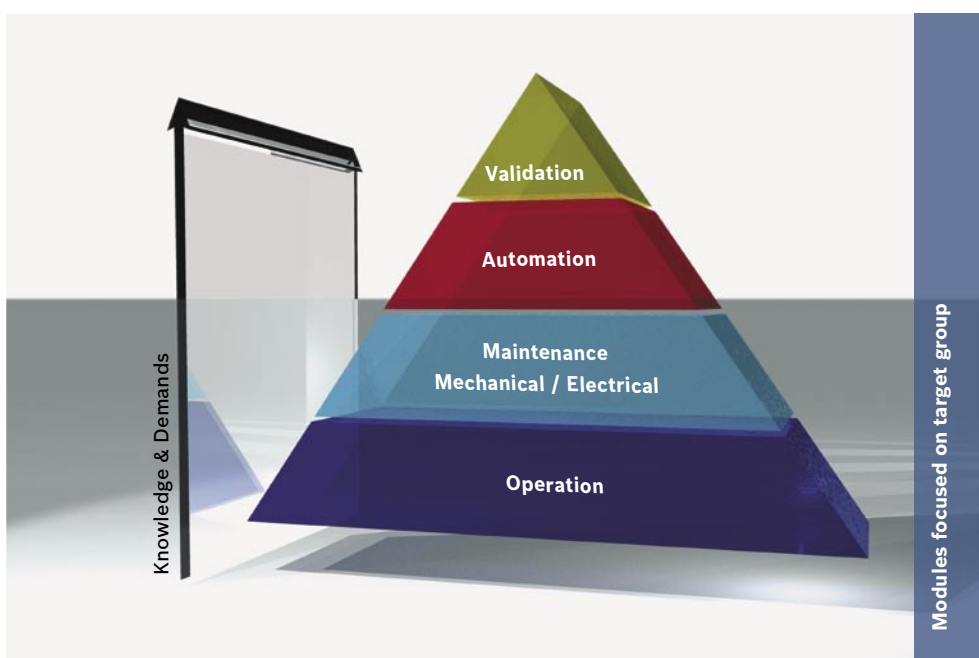 Validation
Automation
Maintenance
Mechanical / Electrical
Operation
Knowledge & Demands
Modules focused on target group